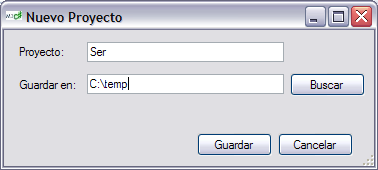 Nuevo Proyecto
Proyecto: Ser
Guardar en: C:\temp Buscar
Guardar Cancelar